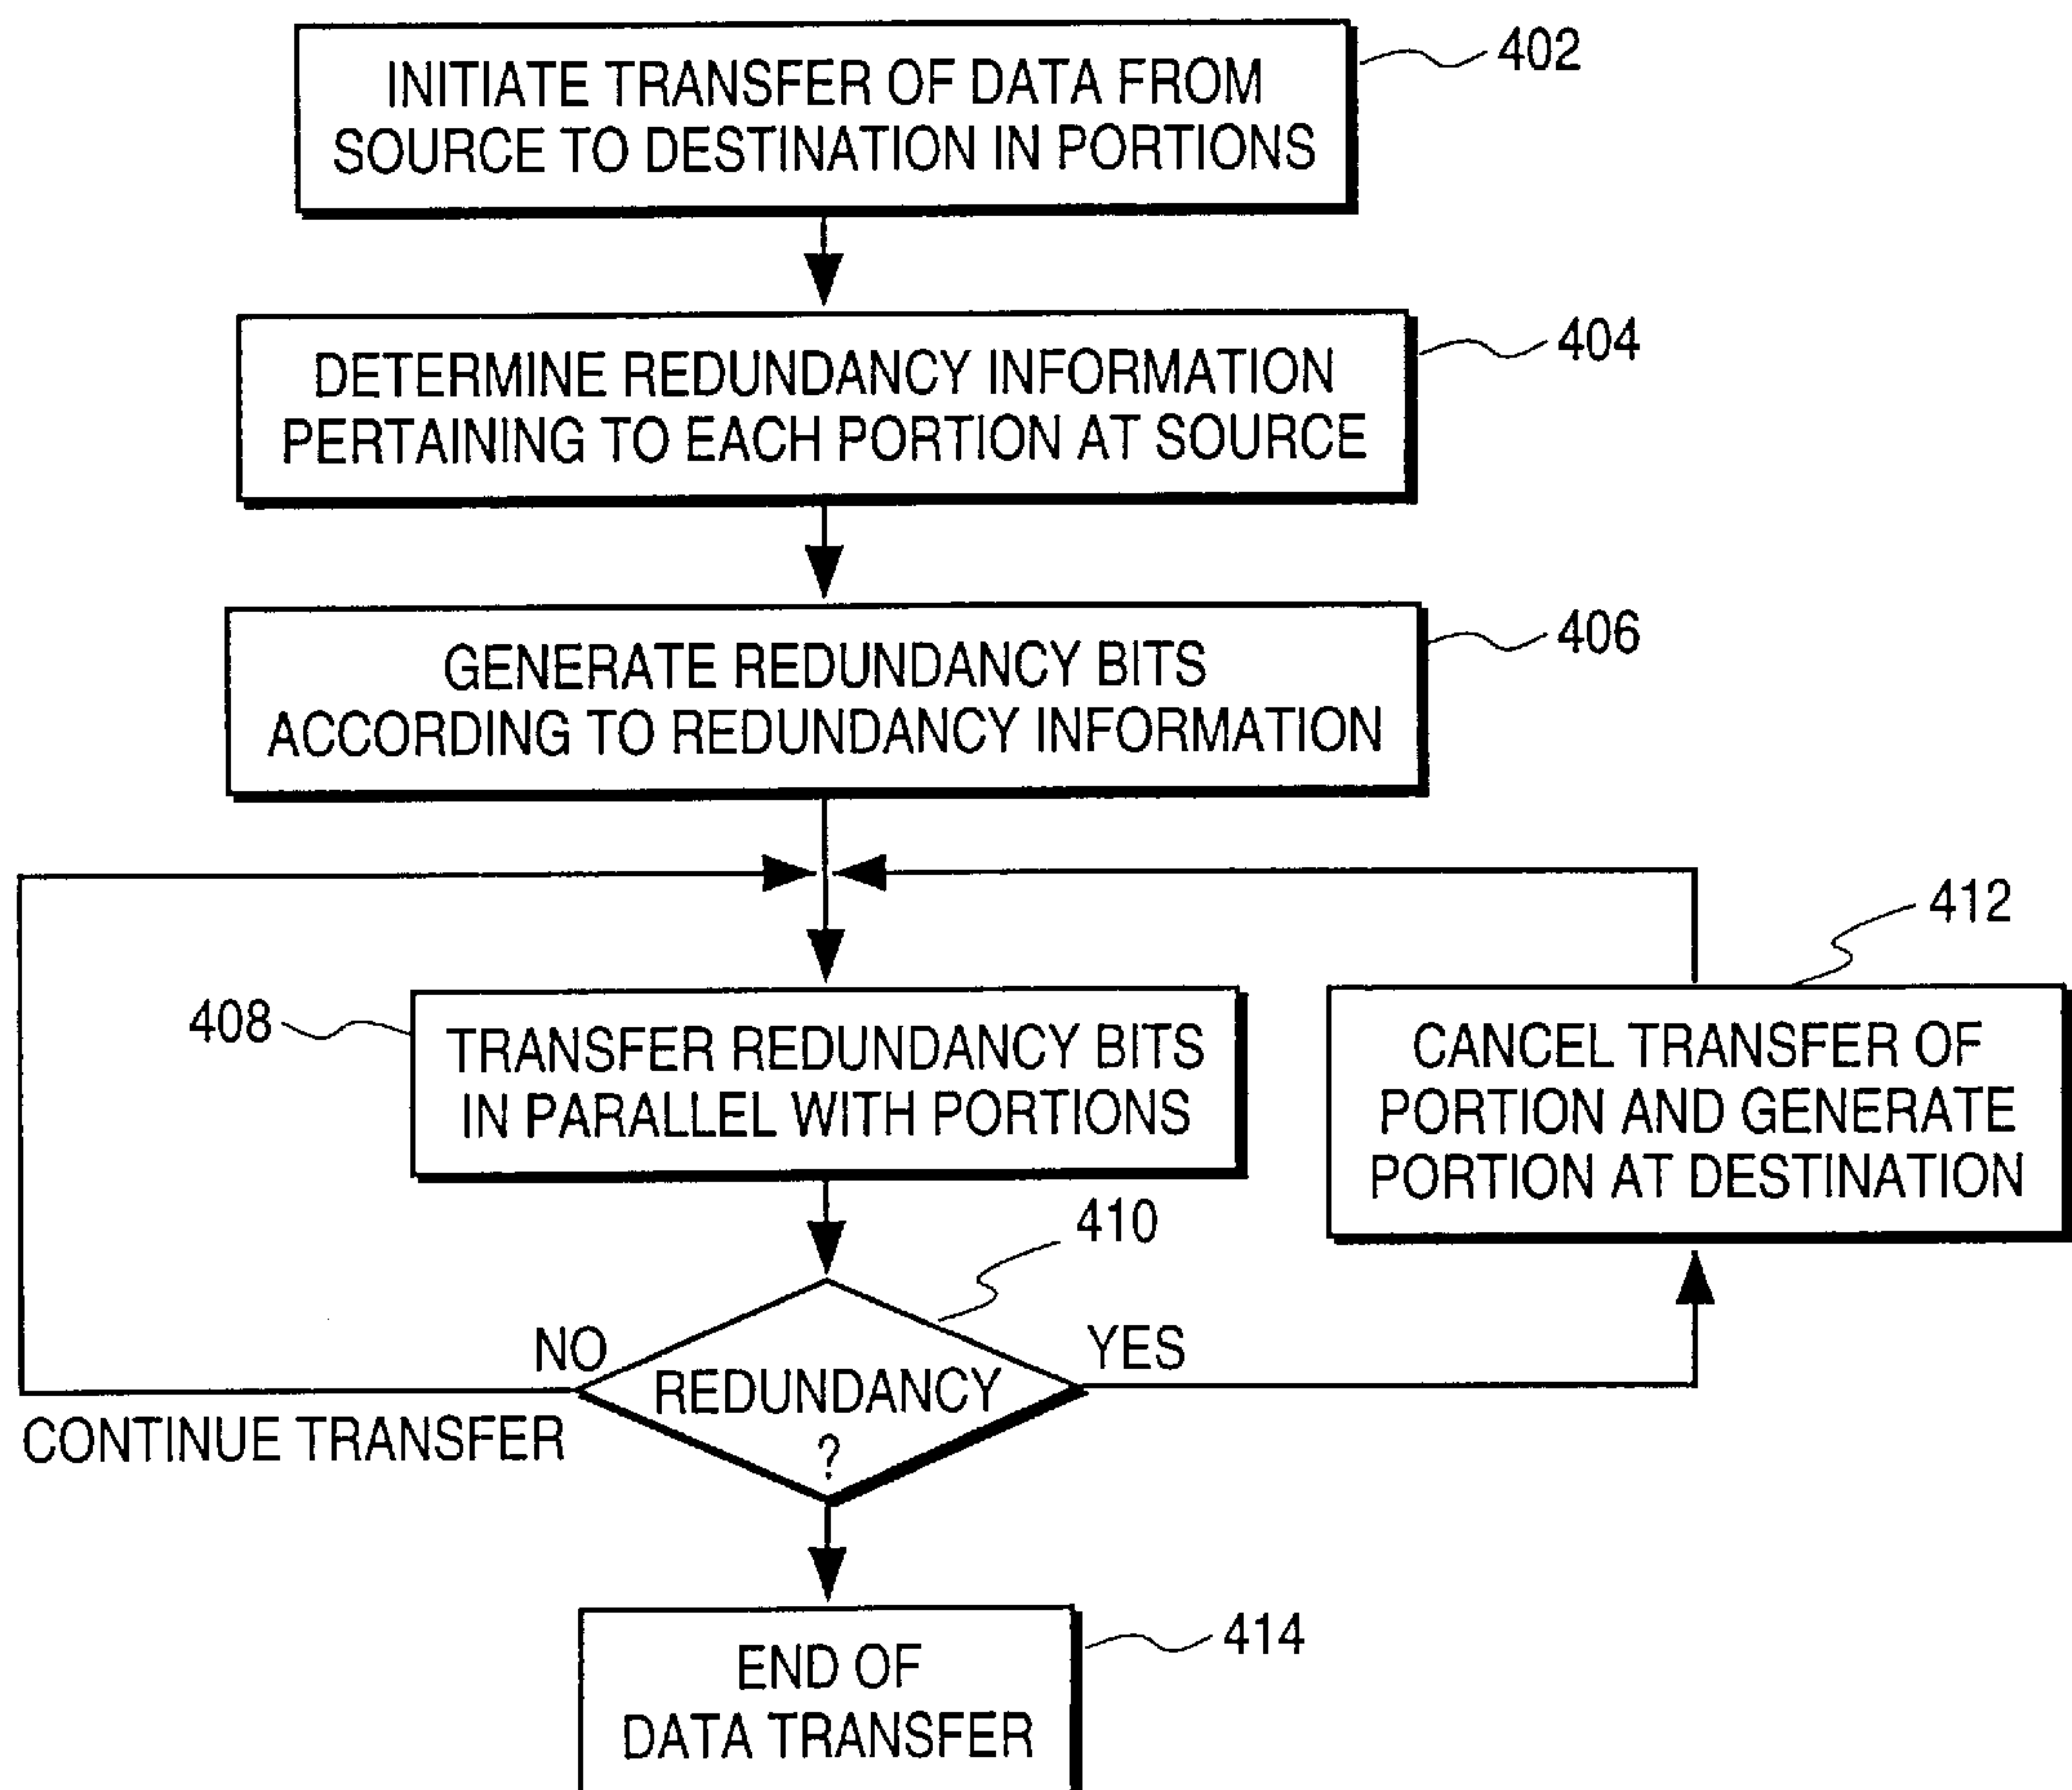 INITIATE TRANSFER OF DATA FROM
SOURCE TO DESTINATION IN PORTIONS
402
DETERMINE REDUNDANCY INFORMATION
PERTAINING TO EACH PORTION AT SOURCE
404
GENERATE REDUNDANCY BITS
ACCORDING TO REDUNDANCY INFORMATION
406
408
TRANSFER REDUNDANCY BITS
IN PARALLEL WITH PORTIONS
412
CANCEL TRANSFER OF
PORTION AND GENERATE
PORTION AT DESTINATION
410
NO
REDUNDANCY
?
YES
CONTINUE TRANSFER
END OF
DATA TRANSFER
414